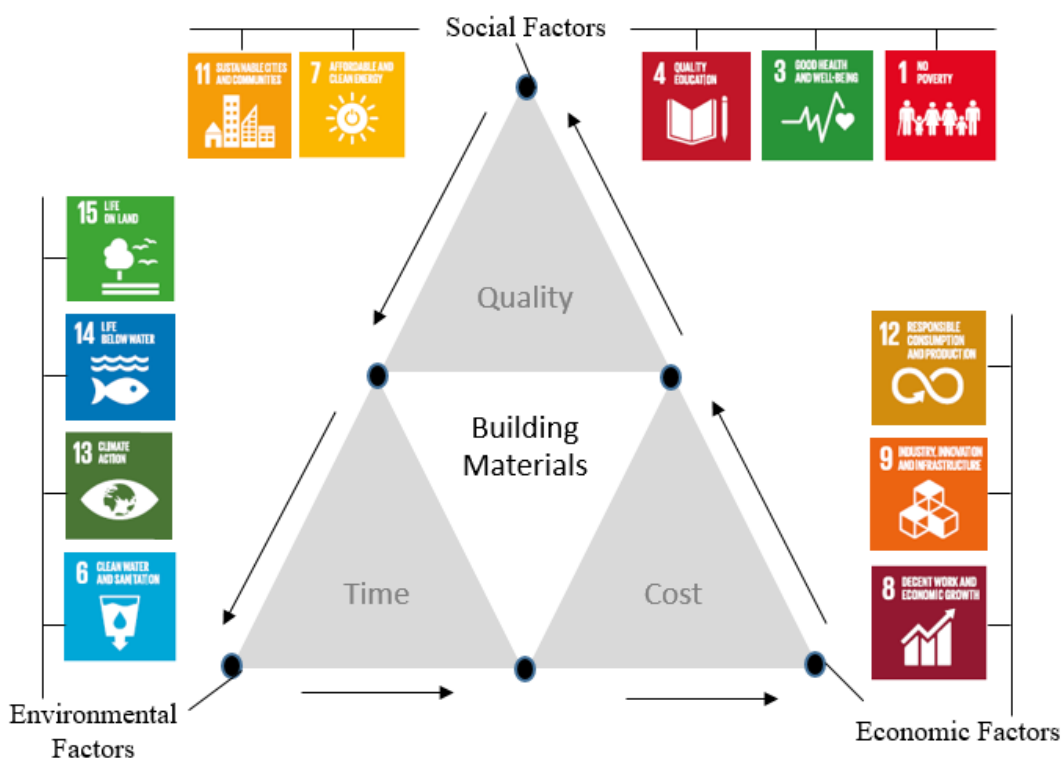 Social Factors
11 SUSTAINABLE CITIES
AND COMMUNITIES
7 AFFORDABLE AND
CLEAN ENERGY
4 QUALITY
EDUCATION
3 GOOD HEALTH
AND WELL-BEING
1 NO
POVERTY
15 LIFE
ON LAND
14 LIFE
BELOW WATER
13 CLIMATE
ACTION
6 CLEAN WATER
AND SANITATION
Quality
Building
Materials
Time
Cost
12 RESPONSIBLE
CONSUMPTION
AND PRODUCTION
9 INDUSTRY, INNOVATION
AND INFRASTRUCTURE
8 DECENT WORK AND
ECONOMIC GROWTH
Environmental
Factors
Economic Factors